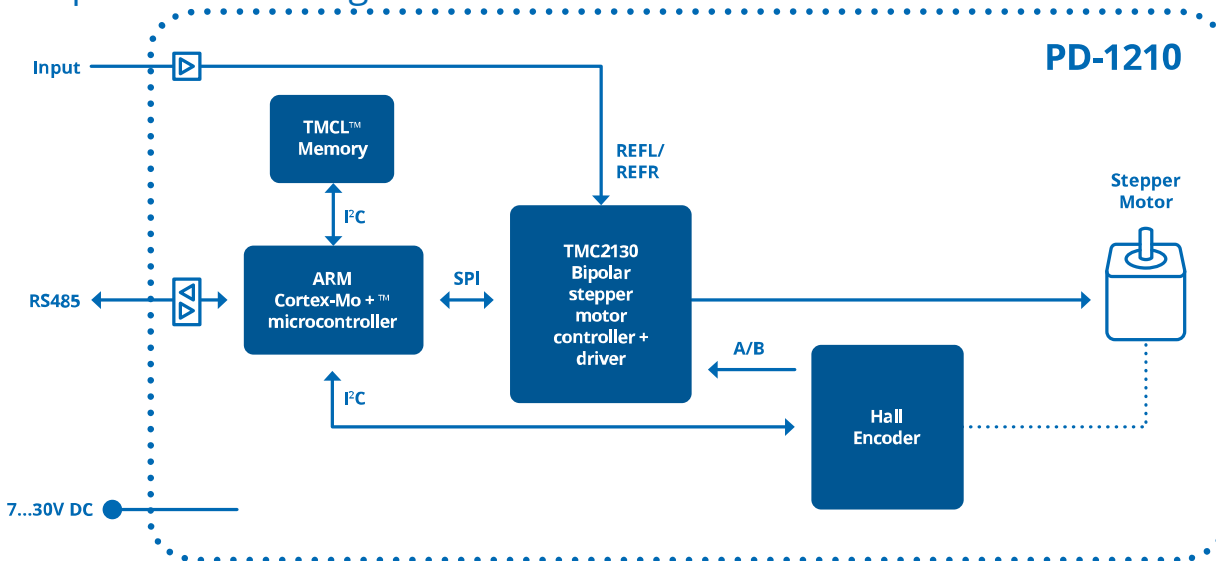 PD-1210
Input
TMCL™
Memory
REFL/
REFR
Stepper
Motor
I²C
TMC2130
Bipolar
stepper
motor
controller +
driver
ARM
Cortex-Mo + ™
microcontroller
SPI
RS485
A/B
I²C
Hall
Encoder
7...30V DC